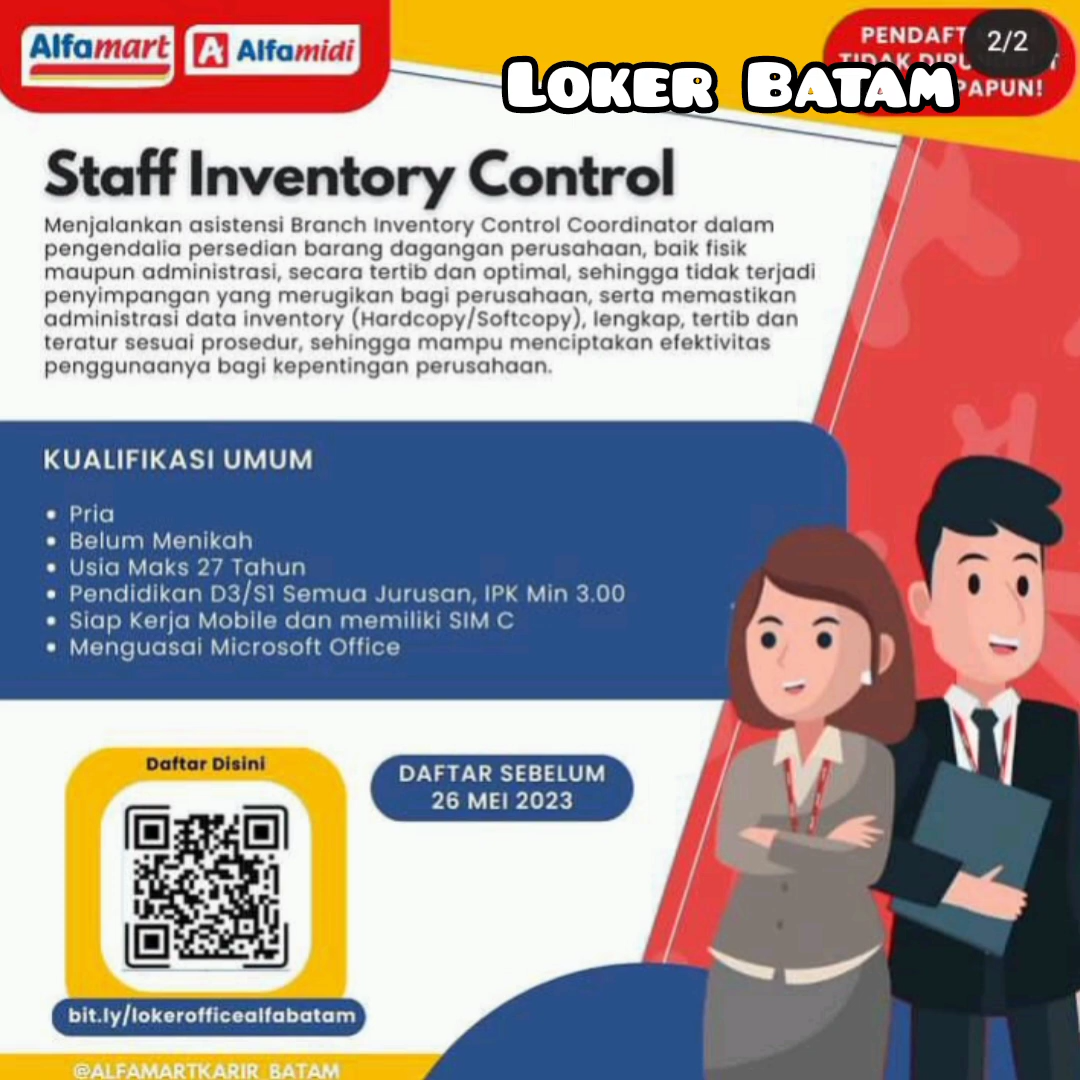 Alfamart Alfamidi
PENDAFT
2/2
TIDAK DIPU
PAPUN!
LOKER BATAM
Staff Inventory Control
Menjalankan asistensi Branch Inventory Control Coordinator dalam
pengendalia persedian barang dagangan perusahaan, baik fisik
maupun administrasi, secara tertib dan optimal, sehingga tidak terjadi
penyimpangan yang merugikan bagi perusahaan, serta memastikan
administrasi data inventory (Hardcopy/Softcopy), lengkap, tertib dan
teratur sesuai prosedur, sehingga mampu menciptakan efektivitas
penggunaanya bagi kepentingan perusahaan.
KUALIFIKASI UMUM
• Pria
• Belum Menikah
• Usia Maks 27 Tahun
• Pendidikan D3/S1 Semua Jurusan, IPK Min 3.00
• Siap Kerja Mobile dan memiliki SIM C
• Menguasai Microsoft Office
Daftar Disini
DAFTAR SEBELUM
26 MEI 2023
bit.ly/lokerofficealfabatam
@ALFAMARTKARIR_BATAM